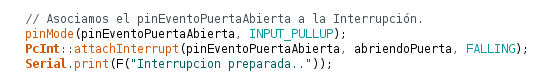 // Asociamos el pinEventoPuertaAbierta a la Interrupción.
pinMode(pinEventoPuertaAbierta, INPUT_PULLUP);
PcInt::attachInterrupt(pinEventoPuertaAbierta, abriendoPuerta, FALLING);
Serial.print(F("Interrupcion preparada.."));